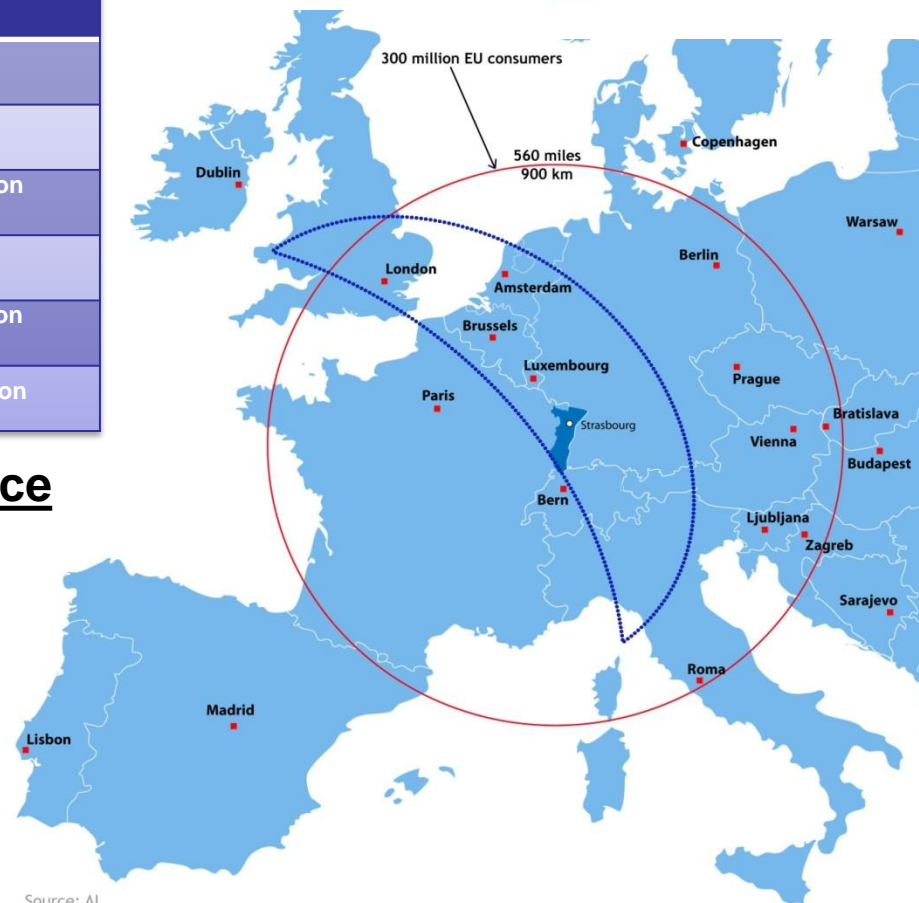 300 million EU consumers
560 miles
900 km
Copenhagen
Dublin
Warsaw
Berlin
London
Amsterdam
Brussels
Luxembourg
Prague
Paris
Strasbourg
Bratislava
Vienna
Budapest
Bern
Ljubljana
Zagreb
Sarajevo
Roma
Madrid
Lisbon
on
on
on
ce
Source: